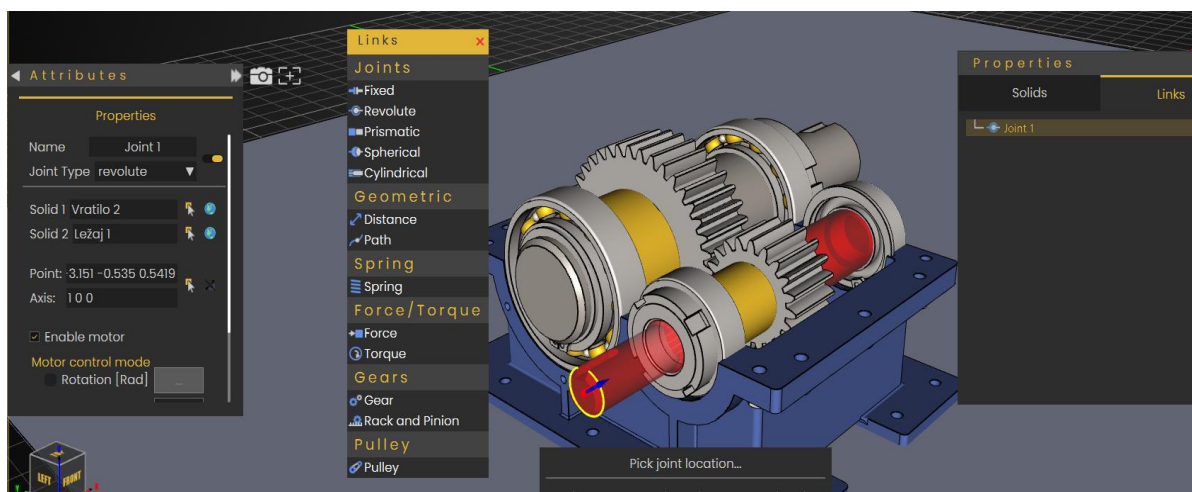 Attributes
Properties
Name Joint 1
Joint Type revolute
Solid 1 Vratilo 2
Solid 2 Ležaj 1
Point: 3.151 -0.535 0.5419
Axis: 1 0 0
Enable motor
Motor control mode
Rotation [Rad] ...
LEFT FRONT
Links
Joints
Fixed
Revolute
Prismatic
Spherical
Cylindrical
Geometric
Distance
Path
Spring
Spring
Force/Torque
Force
Torque
Gears
Gear
Rack and Pinion
Pulley
Pulley
Pick joint location...
Properties
Solids Links
Joint 1